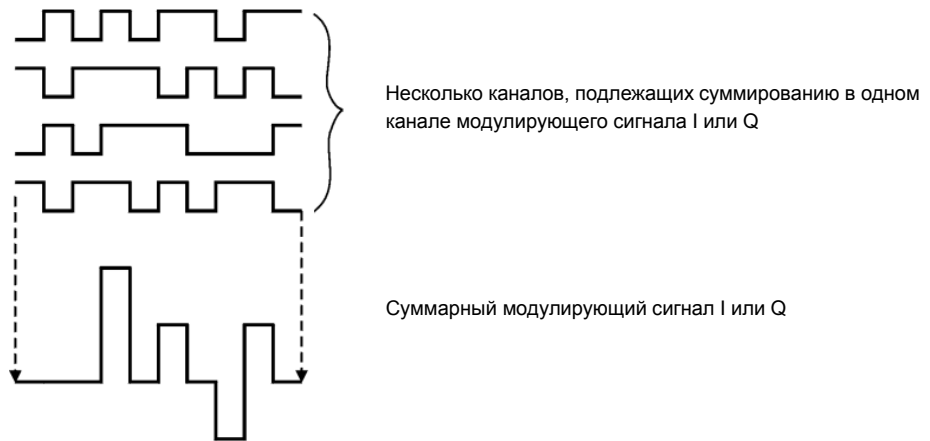 Несколько каналов, подлежащих суммированию в одном
канале модулирующего сигнала I или Q
Суммарный модулирующий сигнал I или Q